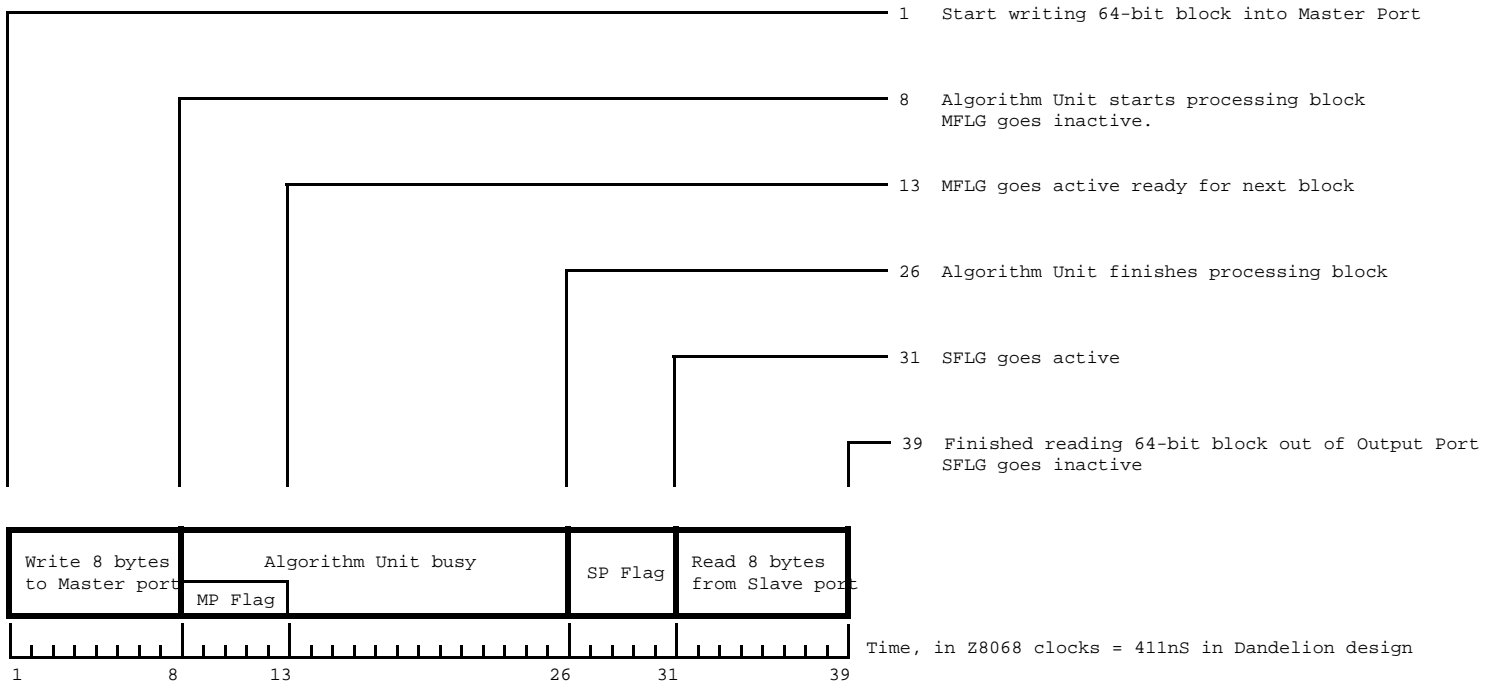 1 Start writing 64-bit block into Master Port
8 Algorithm Unit starts processing block
MFLG goes inactive.
13 MFLG goes active ready for next block
26 Algorithm Unit finishes processing block
31 SFLG goes active
39 Finished reading 64-bit block out of Output Port
SFLG goes inactive
Write 8 bytes
to Master port
Algorithm Unit busy
MP Flag
SP Flag
Read 8 bytes
from Slave port
Time, in Z8068 clocks = 411nS in Dandelion design
1 8 13 26 31 39